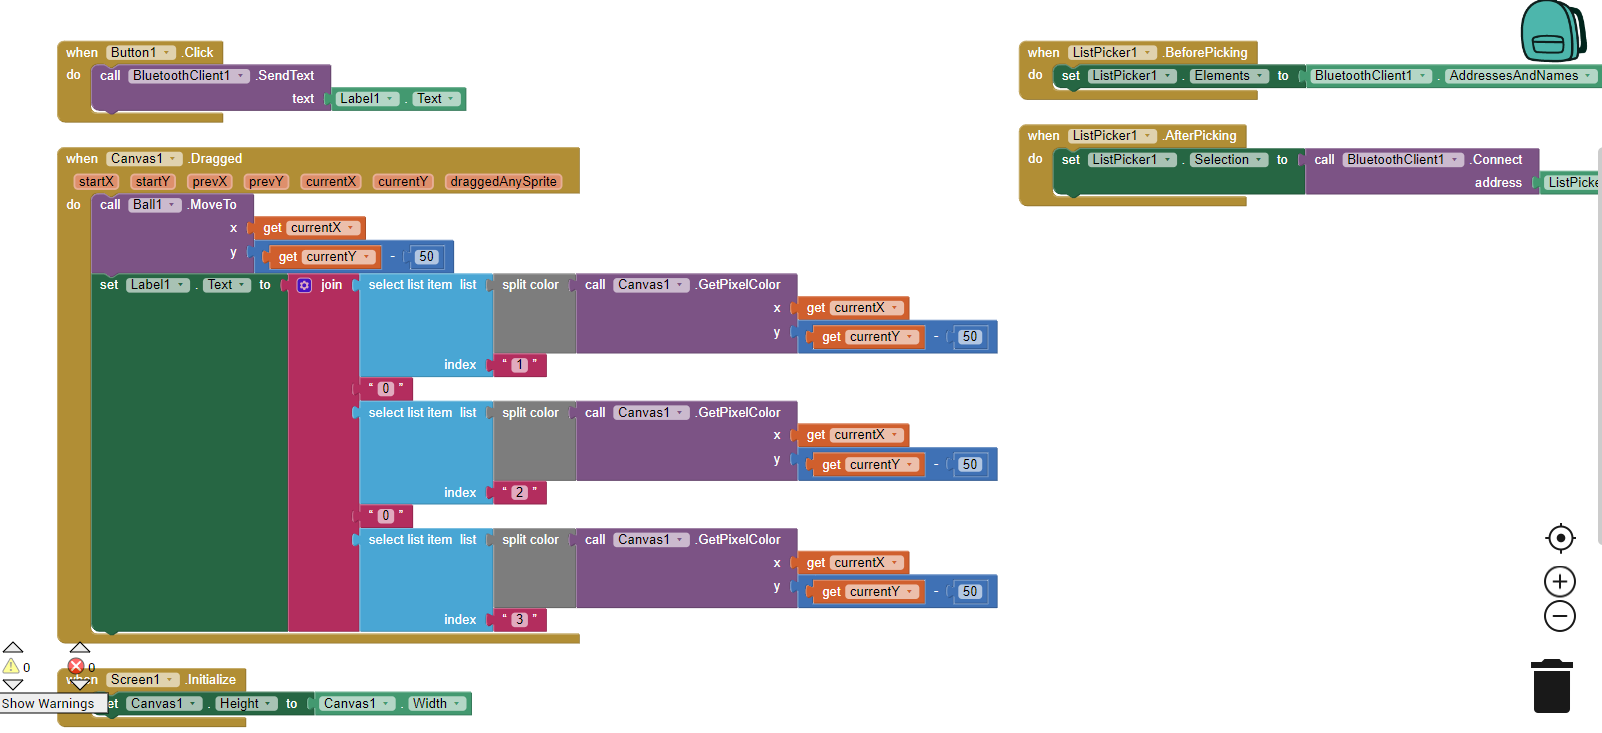 when Button1 .Click
do call BluetoothClient1 .SendText
text Label1 . Text
when Canvas1 .Dragged
startX startY prevX prevY currentX currentY draggedAnySprite
do call Ball1 .MoveTo
x get currentX
y get currentY - 50
set Label1 . Text to join select list item list split color call Canvas1 .GetPixelColor
x get currentX
y get currentY - 50
index " 1 "
" 0 "
select list item list split color call Canvas1 .GetPixelColor
x get currentX
y get currentY - 50
index " 2 "
" 0 "
select list item list split color call Canvas1 .GetPixelColor
x get currentX
y get currentY - 50
index " 3 "
0 0
when Screen1 .Initialize
Show Warnings
set Canvas1 . Height to Canvas1 . Width
when ListPicker1 .BeforePicking
do set ListPicker1 . Elements to BluetoothClient1 . AddressesAndNames
when ListPicker1 .AfterPicking
do set ListPicker1 . Selection to call BluetoothClient1 .Connect
address ListPicke